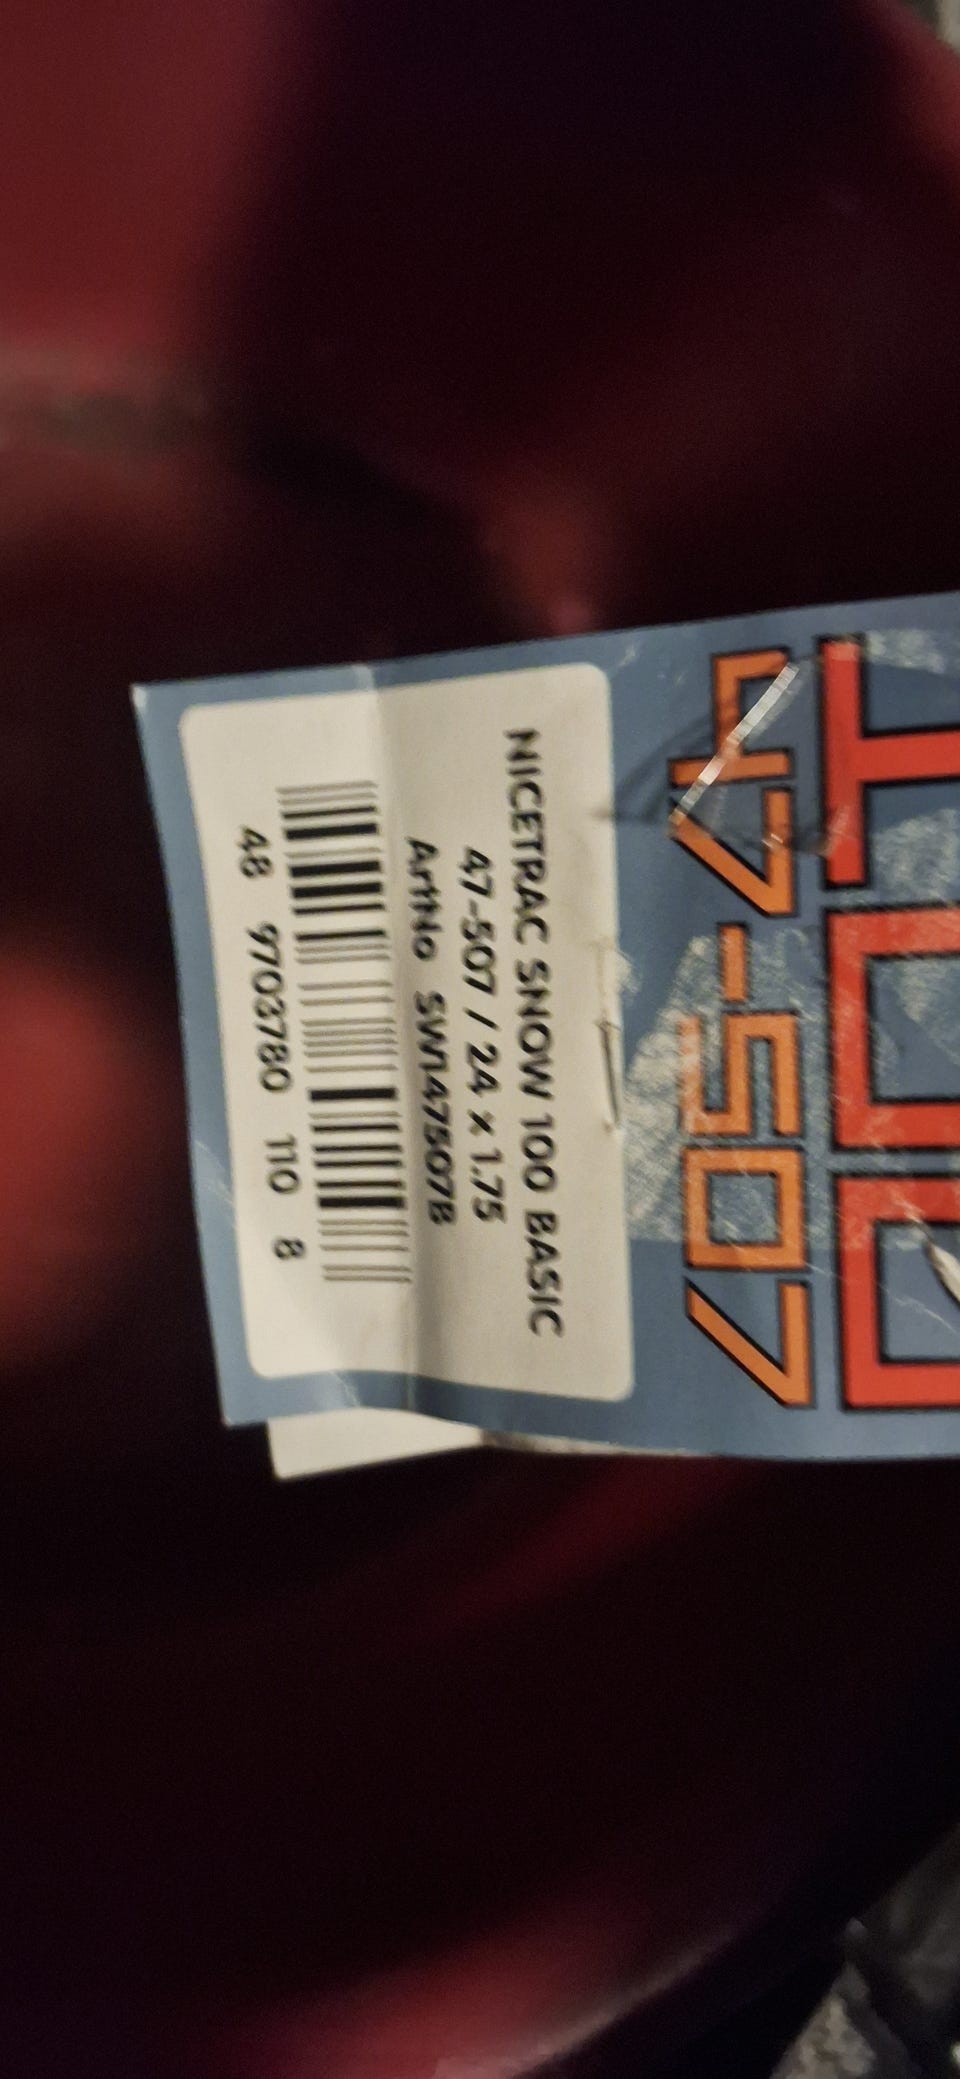 47-507
NICETRAC SNOW 100 BASIC
47-507 / 24 x 1.75
ArtNo SW147507B
48 9703780 110 8